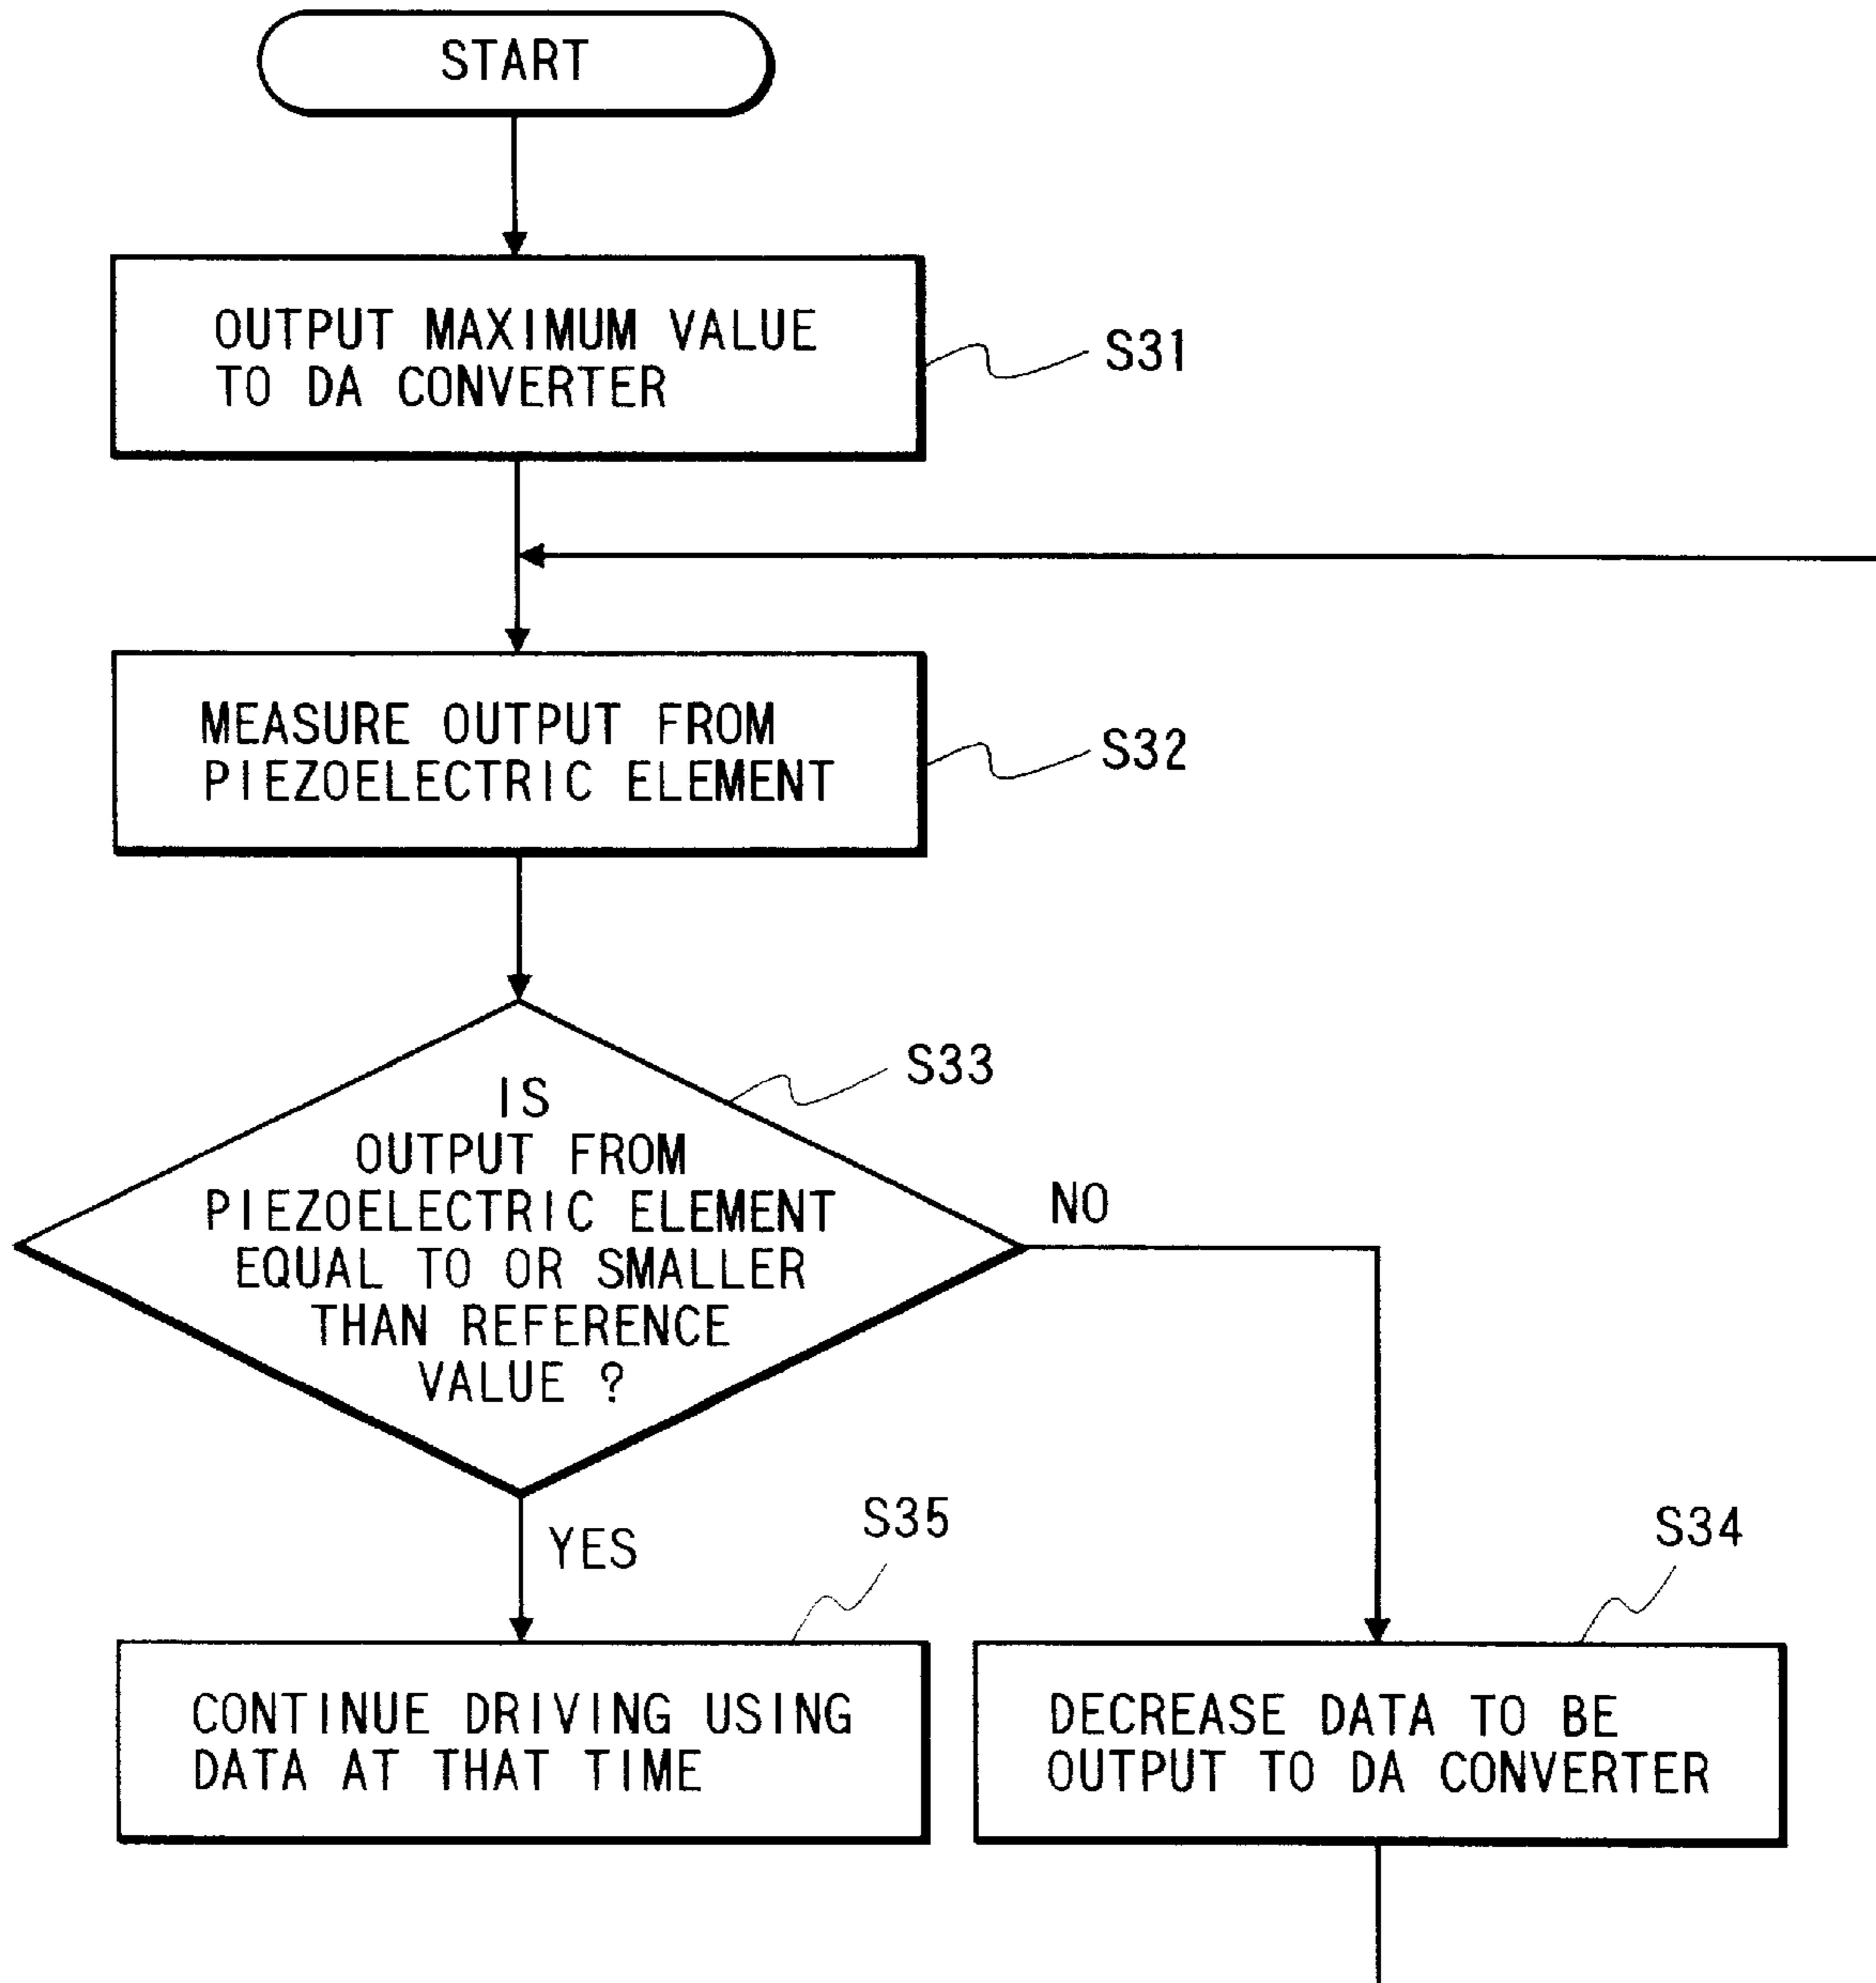 START
OUTPUT MAXIMUM VALUE
TO DA CONVERTER
S31
MEASURE OUTPUT FROM
PIEZOELECTRIC ELEMENT
S32
S33
IS
OUTPUT FROM
PIEZOELECTRIC ELEMENT
EQUAL TO OR SMALLER
THAN REFERENCE
VALUE ?
NO
YES
S35
S34
CONTINUE DRIVING USING
DATA AT THAT TIME
DECREASE DATA TO BE
OUTPUT TO DA CONVERTER